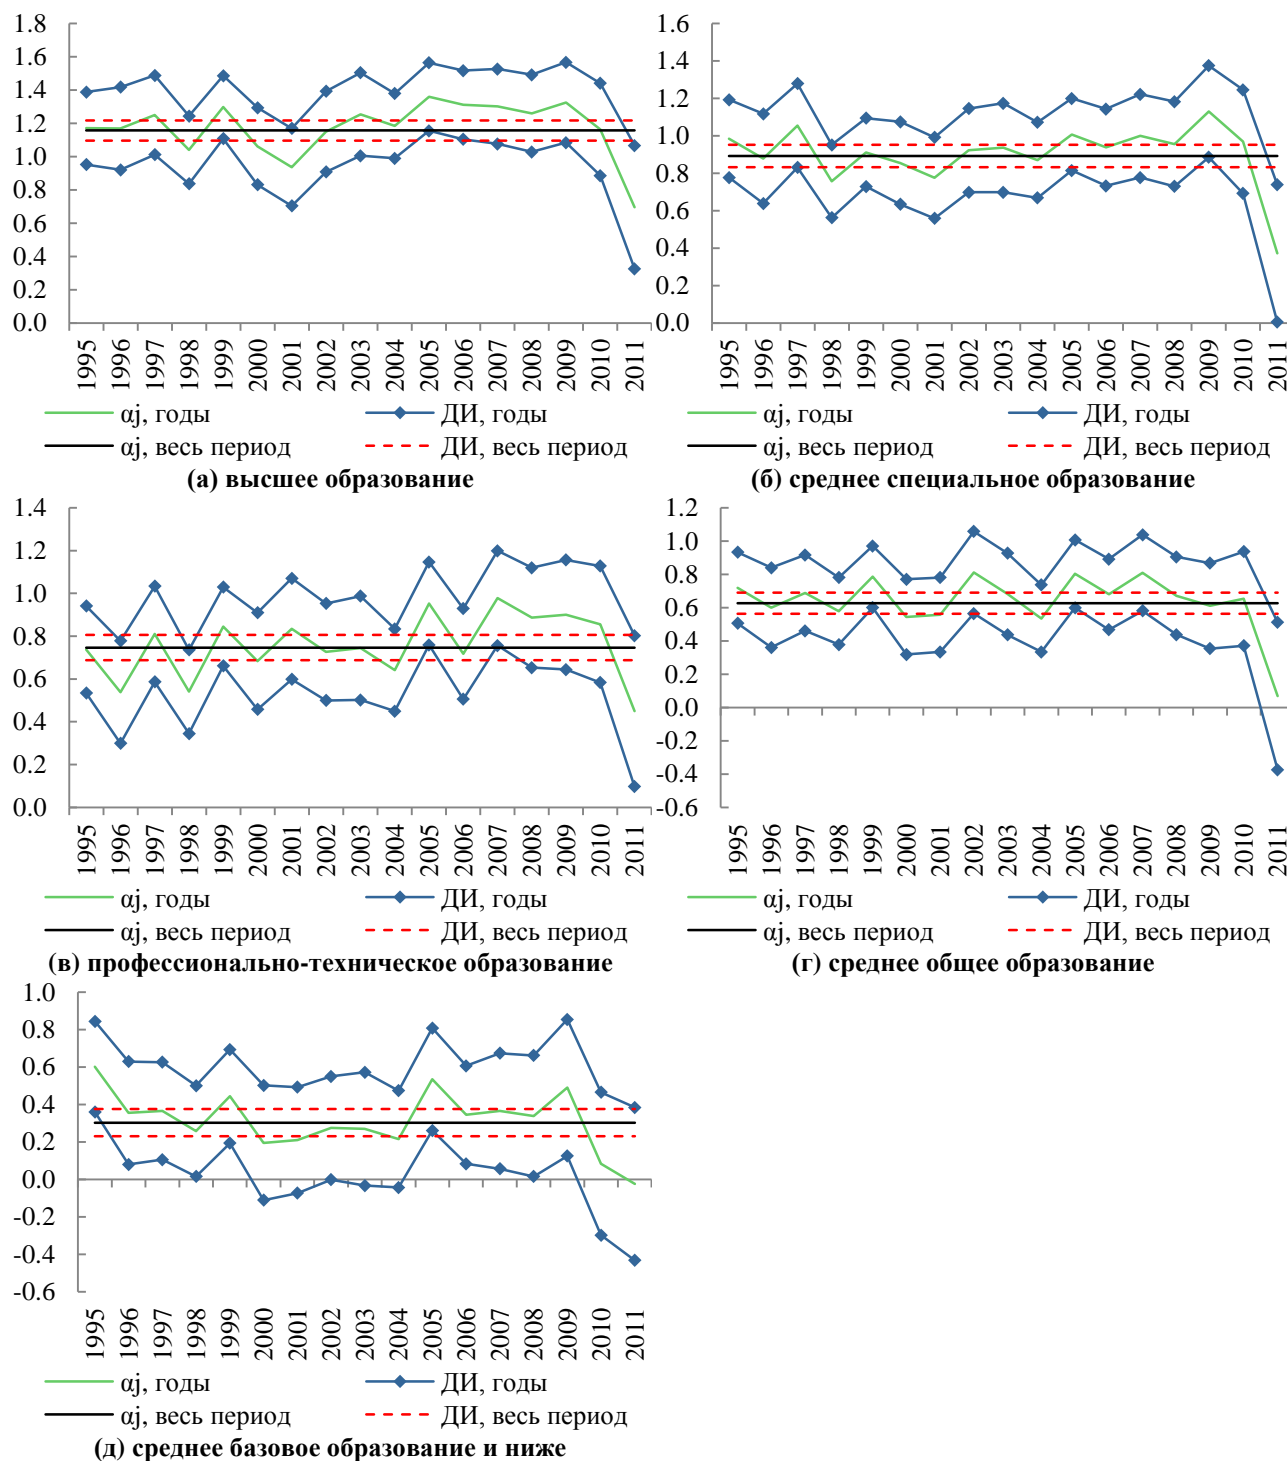 1.8
1.6
1.4
1.2
1.0
0.8
0.6
0.4
0.2
0.0
1995 1996 1997 1998 1999 2000 2001 2002 2003 2004 2005 2006 2007 2008 2009 2010 2011
αj, годы ДИ, годы
αj, весь период ДИ, весь период
(а) высшее образование
1.6
1.4
1.2
1.0
0.8
0.6
0.4
0.2
0.0
1995 1996 1997 1998 1999 2000 2001 2002 2003 2004 2005 2006 2007 2008 2009 2010 2011
αj, годы ДИ, годы
αj, весь период ДИ, весь период
(б) среднее специальное образование
1.4
1.2
1.0
0.8
0.6
0.4
0.2
0.0
1995 1996 1997 1998 1999 2000 2001 2002 2003 2004 2005 2006 2007 2008 2009 2010 2011
αj, годы ДИ, годы
αj, весь период ДИ, весь период
(в) профессионально-техническое образование
1.2
1.0
0.8
0.6
0.4
0.2
0.0
-0.2
-0.4
-0.6
1995 1996 1997 1998 1999 2000 2001 2002 2003 2004 2005 2006 2007 2008 2009 2010 2011
αj, годы ДИ, годы
αj, весь период ДИ, весь период
(г) среднее общее образование
1.0
0.8
0.6
0.4
0.2
0.0
-0.2
-0.4
-0.6
1995 1996 1997 1998 1999 2000 2001 2002 2003 2004 2005 2006 2007 2008 2009 2010 2011
αj, годы ДИ, годы
αj, весь период ДИ, весь период
(д) среднее базовое образование и ниже